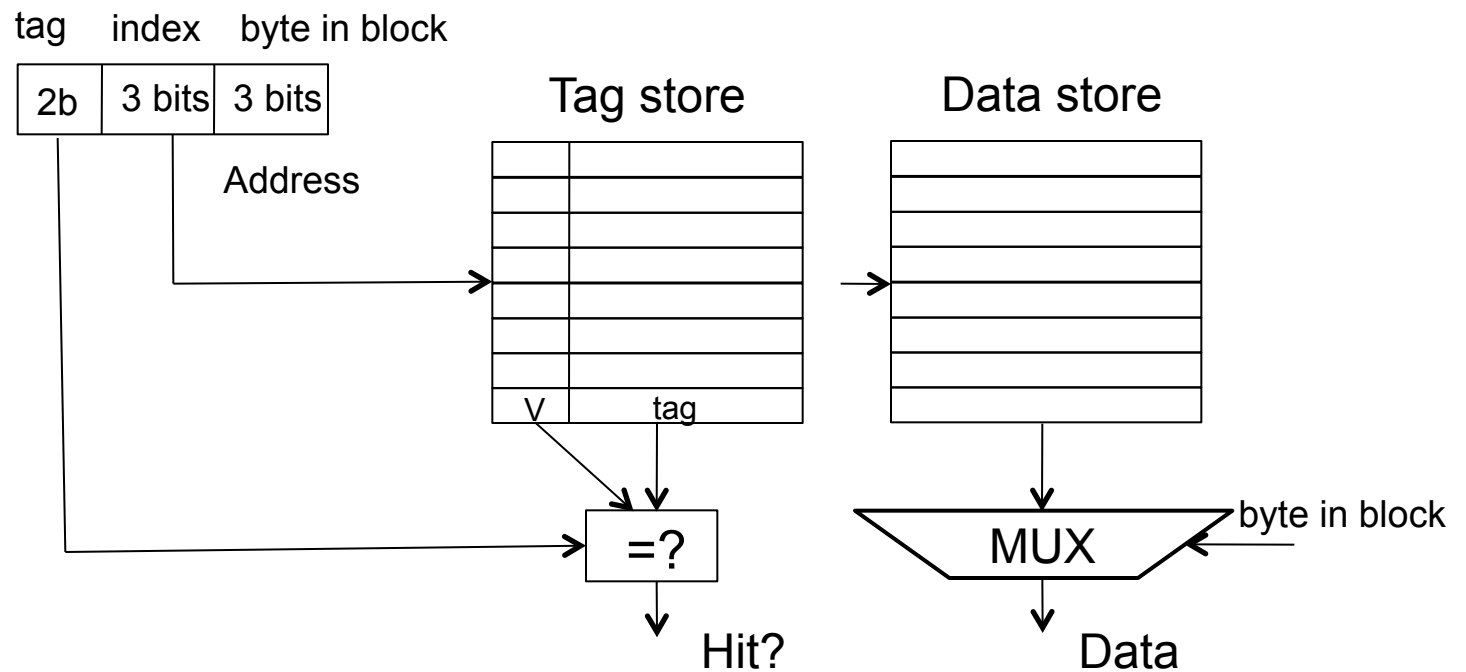 tag index byte in block
2b 3 bits 3 bits
Tag store
Data store
Address
V tag
=?
MUX
byte in block
Hit?
Data